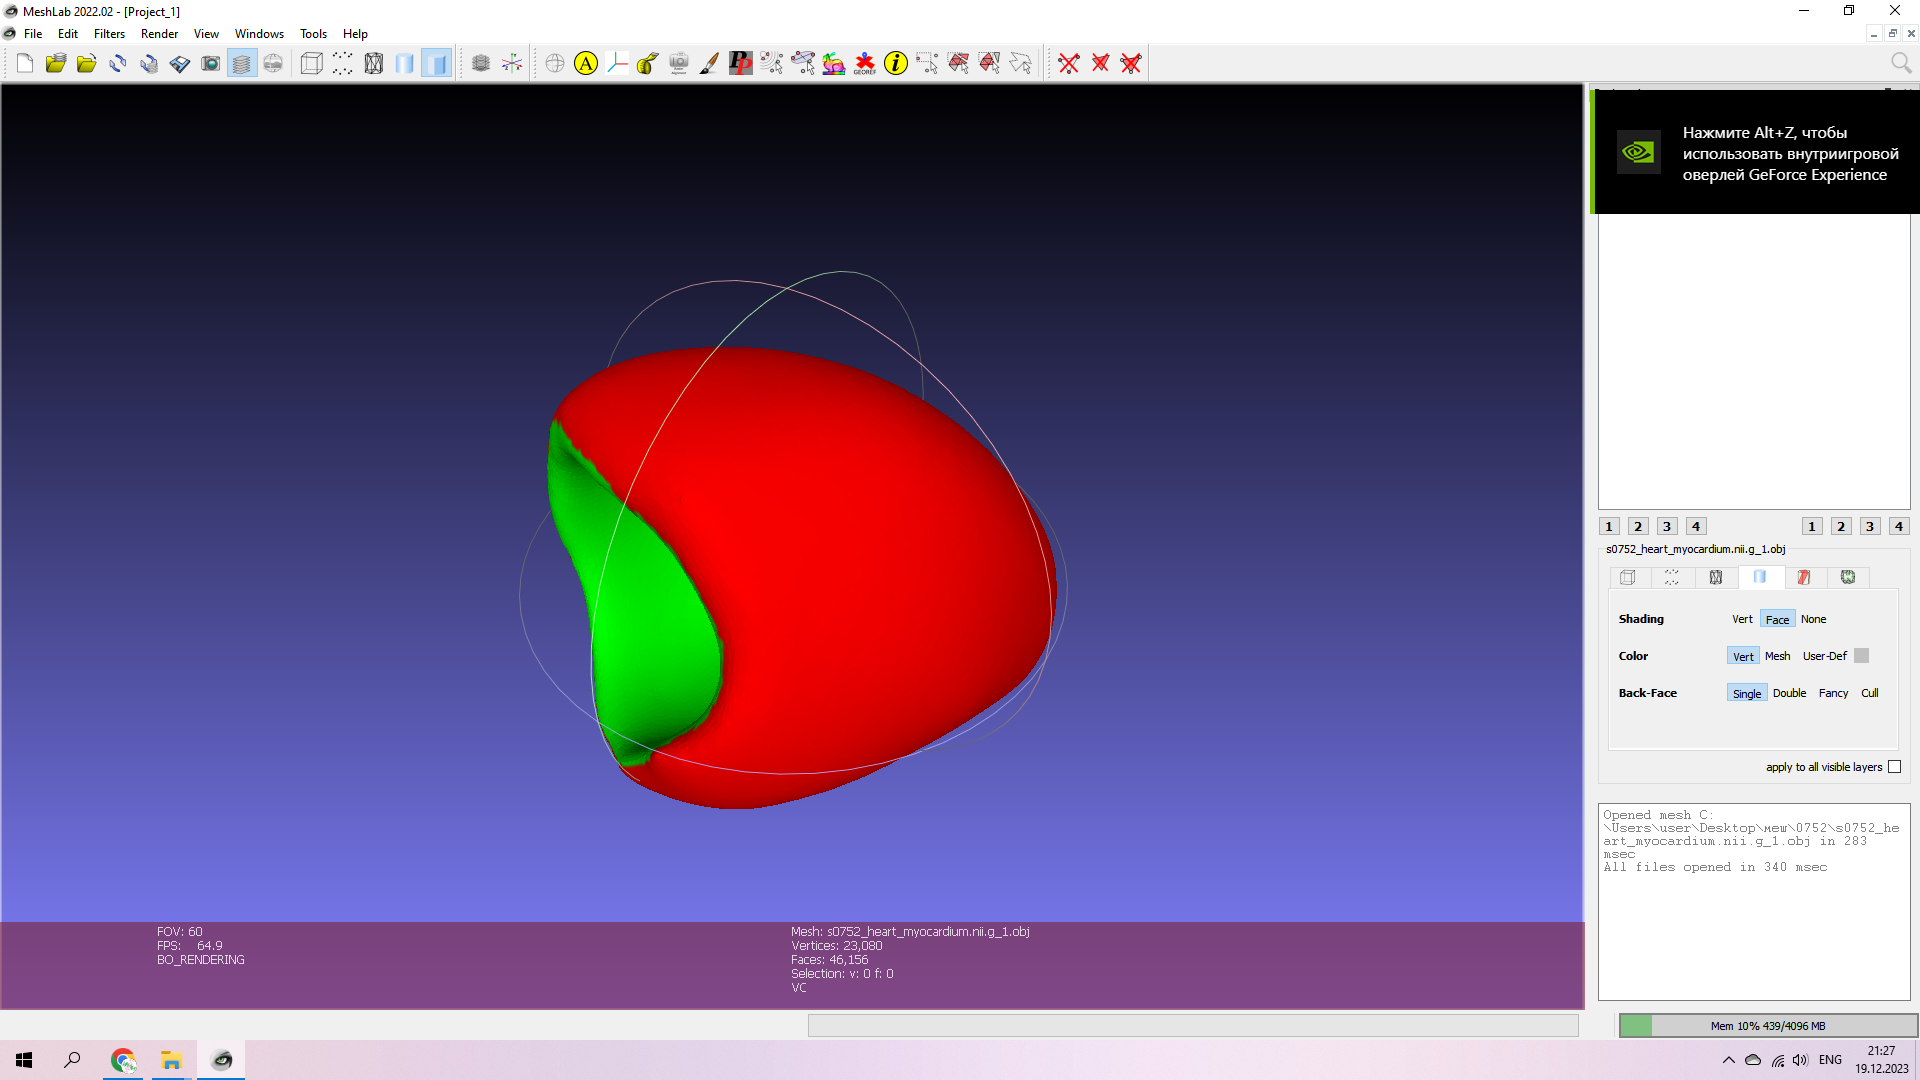 MeshLab 2022.02 - [Project_1]
File Edit Filters Render View Windows Tools Help
A
PP
GEOREF
i
Нажмите Alt+Z, чтобы
использовать внутриигровой
оверлей GeForce Experience
1 2 3 4 1 2 3 4
s0752_heart_myocardium.nii.g_1.obj
Shading Vert Face None
Color Vert Mesh User-Def
Back-Face Single Double Fancy Cull
apply to all visible layers
Opened mesh C:
\Users\user\Desktop\меш\0752\s0752_he
art_myocardium.nii.g_1.obj in 283
msec
All files opened in 340 msec
FOV: 60
FPS: 64.9
BO_RENDERING
Mesh: s0752_heart_myocardium.nii.g_1.obj
Vertices: 23,080
Faces: 46,156
Selection: v: 0 f: 0
VC
Mem 10% 439/4096 MB
ENG
21:27
19.12.2023